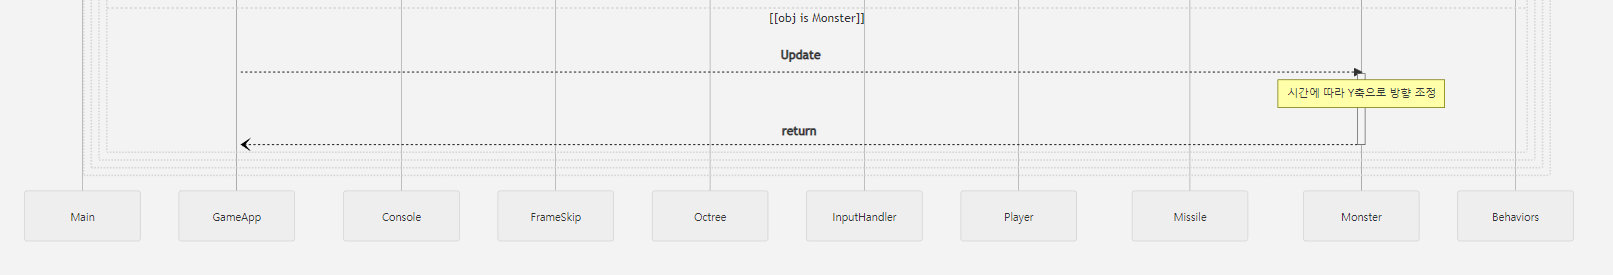 [[obj is Monster]]
Update
시간에 따라 Y축으로 방향 조정
return
Main
GameApp
Console
FrameSkip
Octree
InputHandler
Player
Missile
Monster
Behaviors